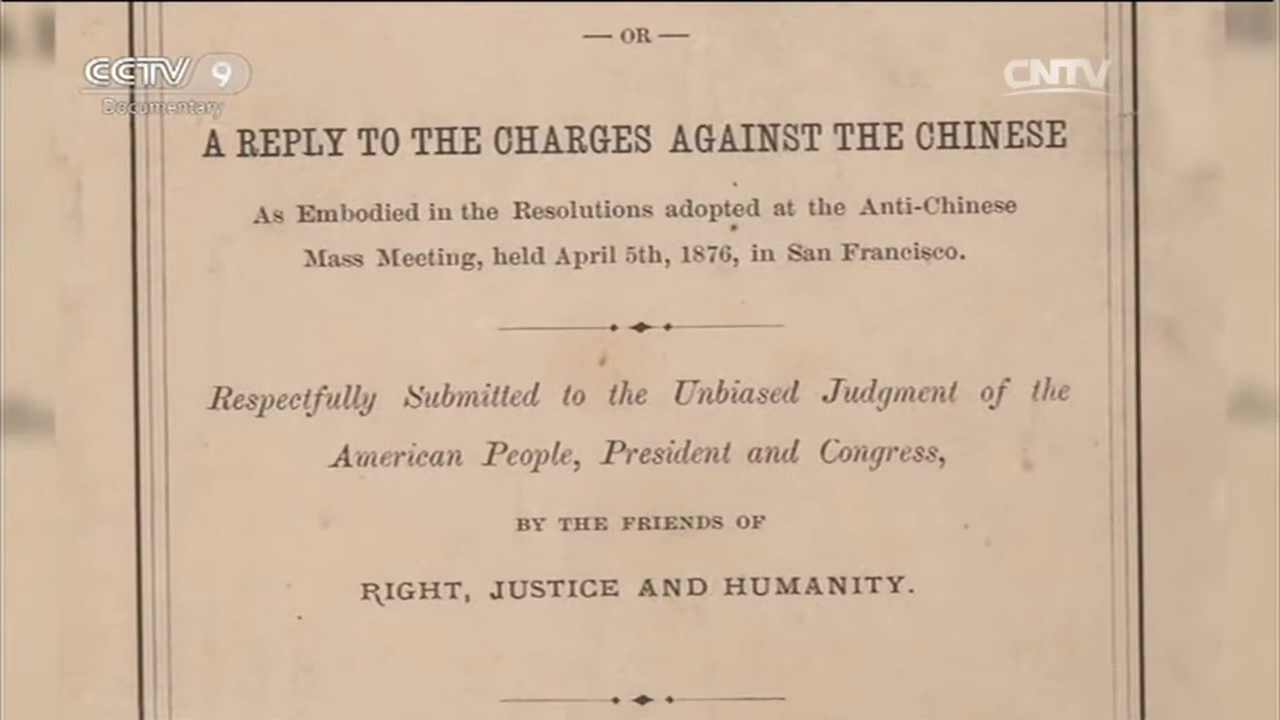 — OR —
CCTV 9
Documentary
CNTV
A REPLY TO THE CHARGES AGAINST THE CHINESE
As Embodied in the Resolutions adopted at the Anti-Chinese
Mass Meeting, held April 5th, 1876, in San Francisco.
Respectfully Submitted to the Unbiased Judgment of the
American People, President and Congress,
BY THE FRIENDS OF
RIGHT, JUSTICE AND HUMANITY.